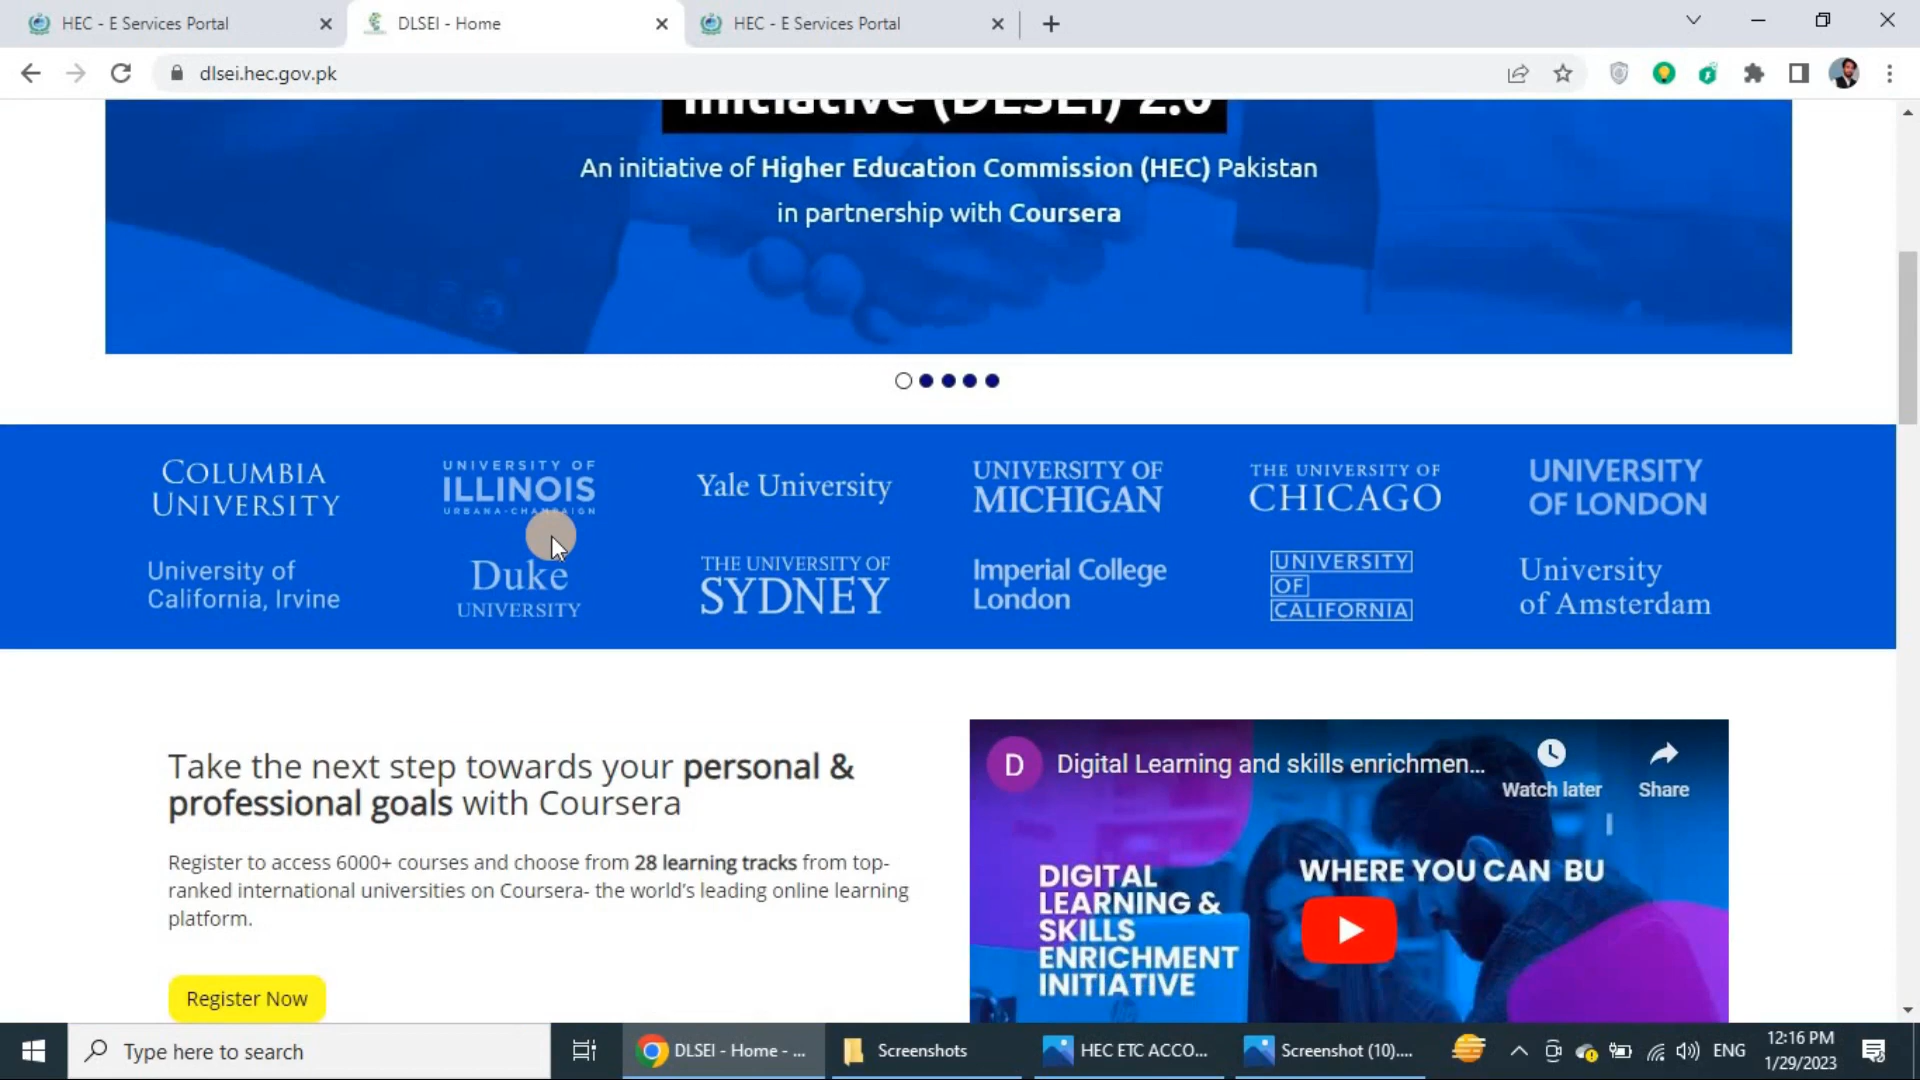 HEC - E Services Portal
DLSEI - Home
HEC - E Services Portal
dlsei.hec.gov.pk
Initiative (DLSEI) 2.0
An initiative of Higher Education Commission (HEC) Pakistan
in partnership with Coursera
COLUMBIA
UNIVERSITY
UNIVERSITY OF
ILLINOIS
URBANA-CHAMPAIGN
Yale University
UNIVERSITY OF
MICHIGAN
THE UNIVERSITY OF
CHICAGO
UNIVERSITY
OF LONDON
University of
California, Irvine
Duke
UNIVERSITY
THE UNIVERSITY OF
SYDNEY
Imperial College
London
UNIVERSITY
OF
CALIFORNIA
University
of Amsterdam
Take the next step towards your personal &
professional goals with Coursera
Register to access 6000+ courses and choose from 28 learning tracks from top-
ranked international universities on Coursera- the world's leading online learning
platform.
Register Now
D
Digital Learning and skills enrichmen...
Watch later
Share
DIGITAL
LEARNING &
SKILLS
ENRICHMENT
INITIATIVE
WHERE YOU CAN BU
Type here to search
DLSEI - Home - ...
Screenshots
HEC ETC ACCO...
Screenshot (10)....
ENG
12:16 PM
1/29/2023